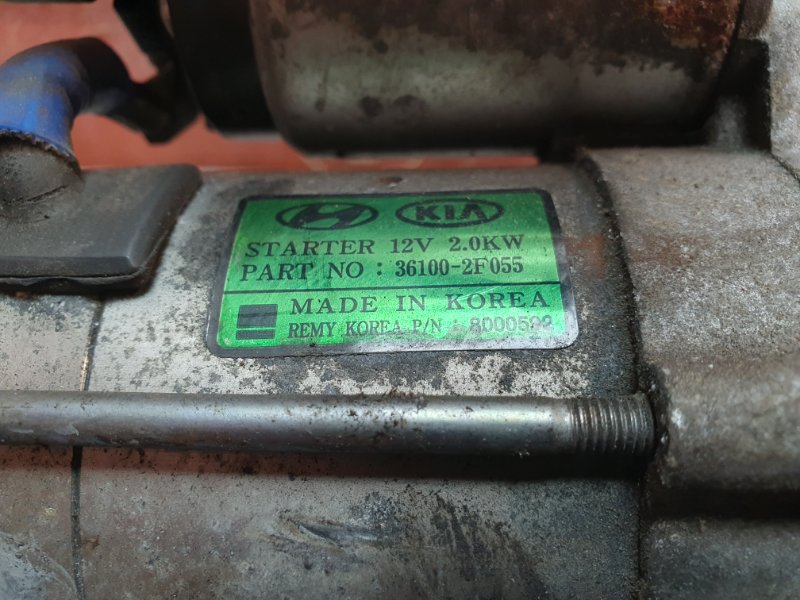 KIA
STARTER 12V 2.0KW
PART NO : 36100-2F055
MADE IN KOREA
REMY KOREA P/N :